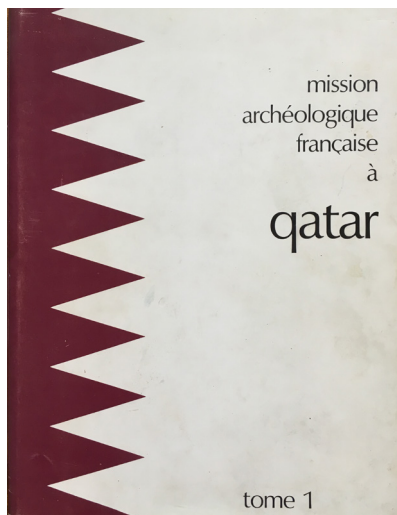 mission
archéologique
française
à
qatar
tome 1